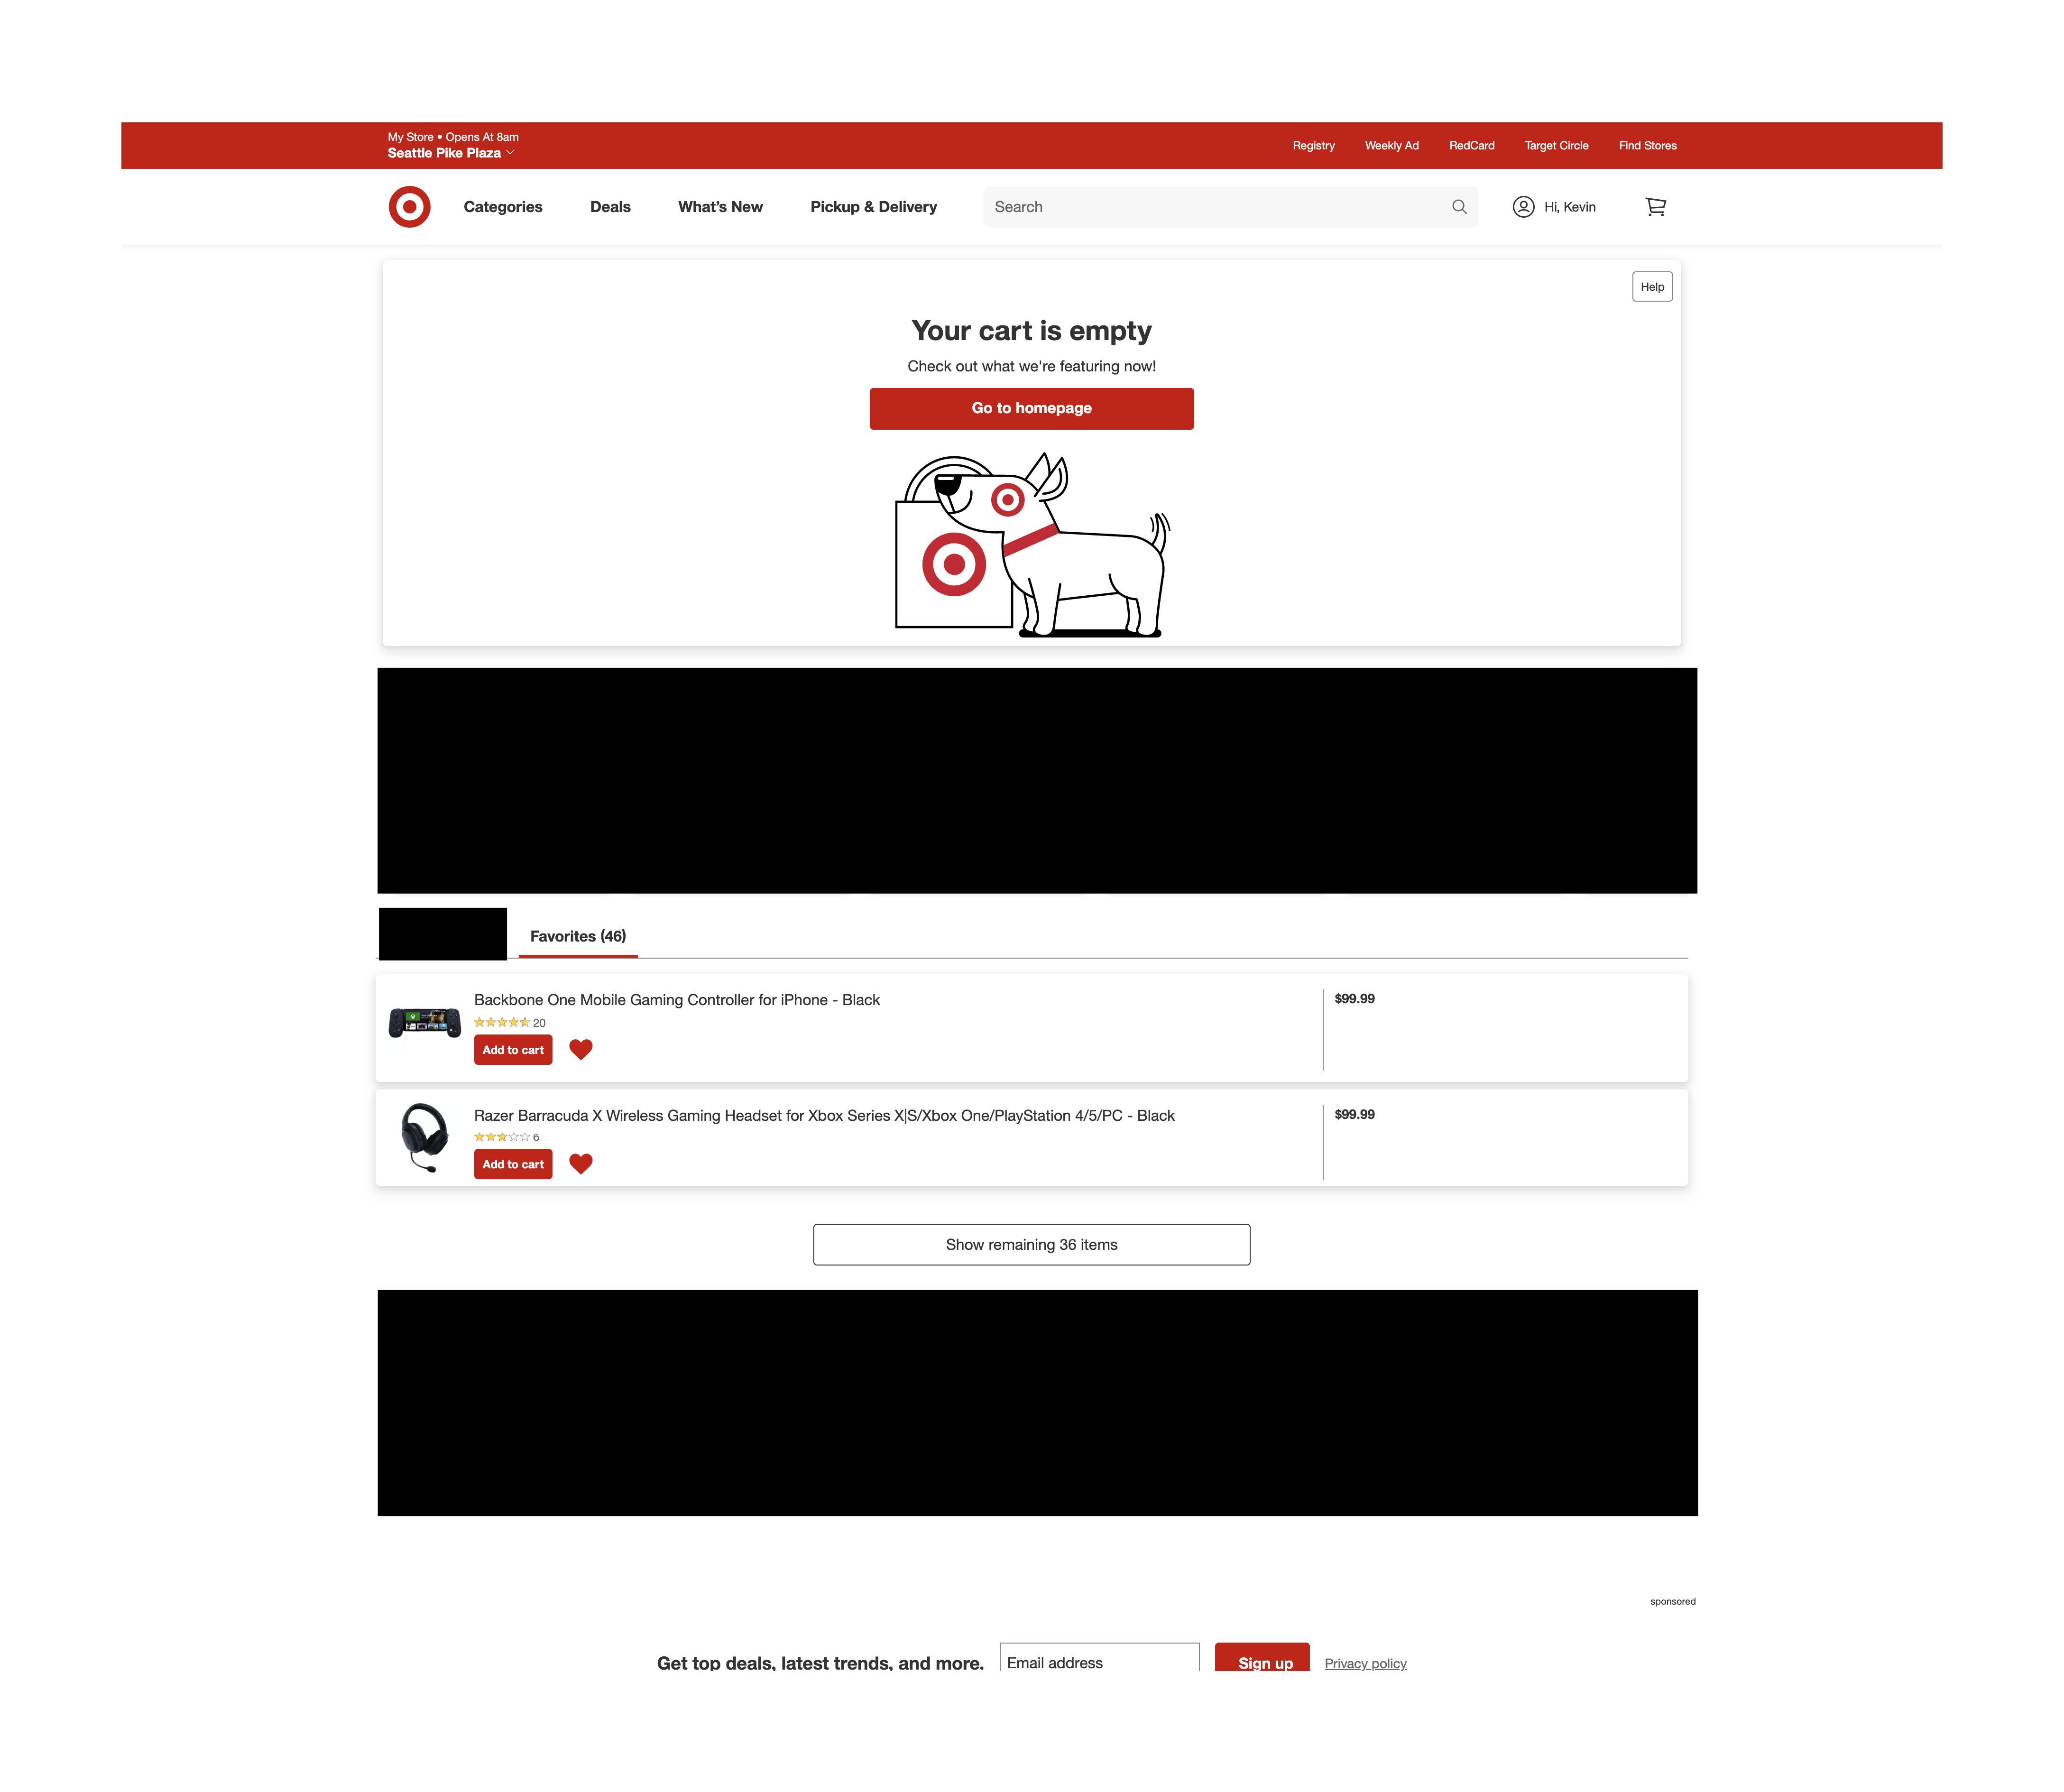 My Store • Opens At 8am
Seattle Pike Plaza
Registry
Weekly Ad
RedCard
Target Circle
Find Stores
Categories
Deals
What's New
Pickup & Delivery
Search
Hi, Kevin
Help
Your cart is empty
Check out what we're featuring now!
Go to homepage
Favorites (46)
Backbone One Mobile Gaming Controller for iPhone - Black
$99.99
20
Add to cart
Razer Barracuda X Wireless Gaming Headset for Xbox Series X|S/Xbox One/PlayStation 4/5/PC - Black
$99.99
6
Add to cart
Show remaining 36 items
sponsored
Get top deals, latest trends, and more.
Email address
Sign up
Privacy policy